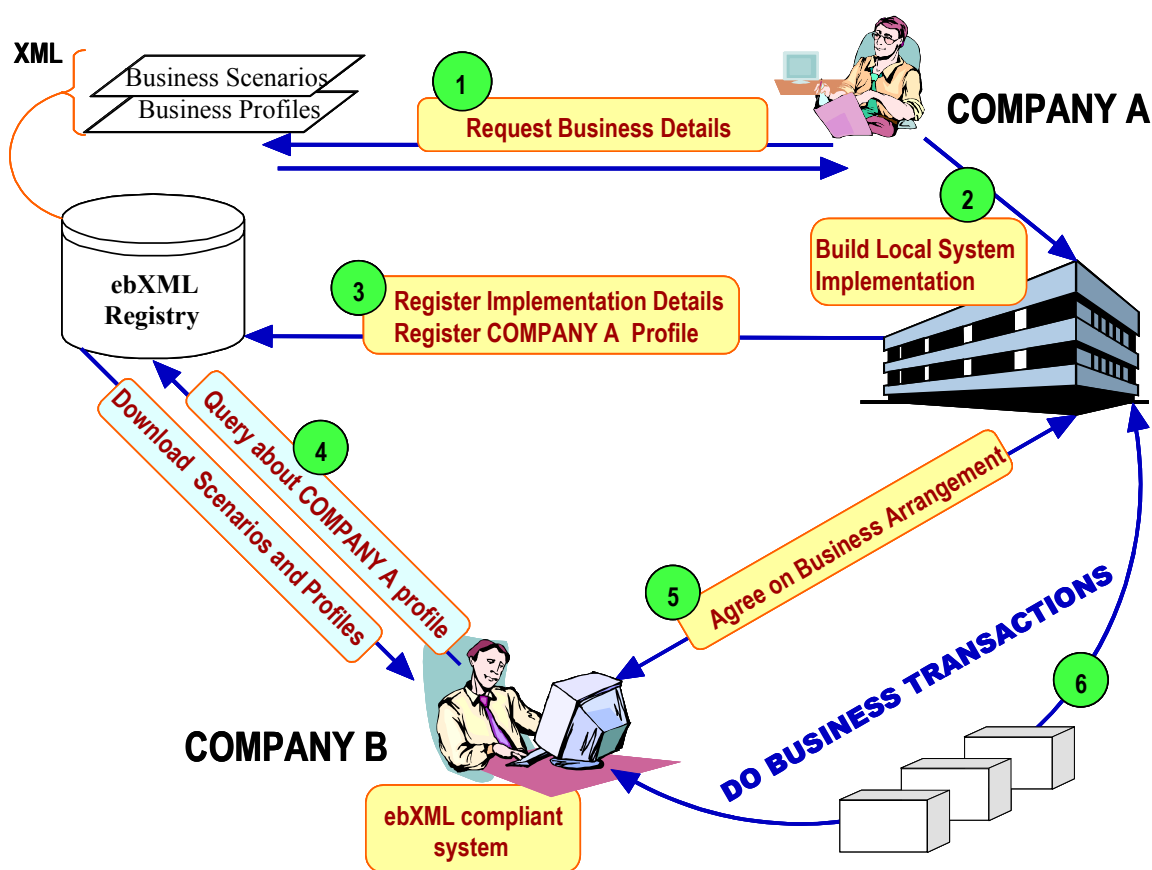 XML
Business Scenarios
Business Profiles
1
Request Business Details
COMPANY A
2
Build Local System
Implementation
ebXML
Registry
3
Register Implementation Details
Register COMPANY A Profile
4
Query about COMPANY A profile
Download Scenarios and Profiles
5
Agree on Business Arrangement
6
DO BUSINESS TRANSACTIONS
COMPANY B
ebXML compliant
system